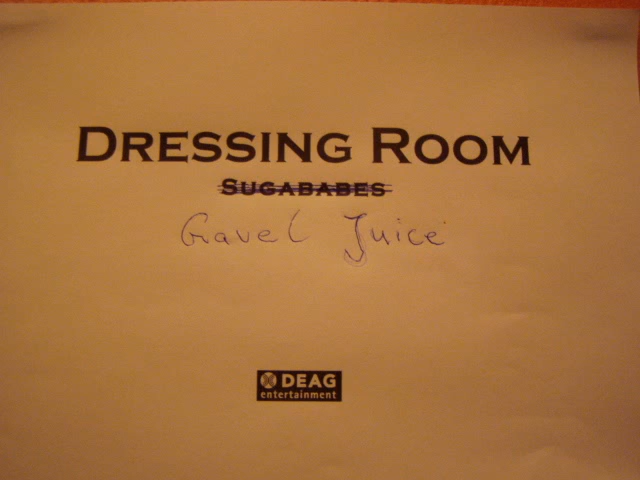 DRESSING ROOM
SUGABABES
Gravel Juice
DEAG
entertainment